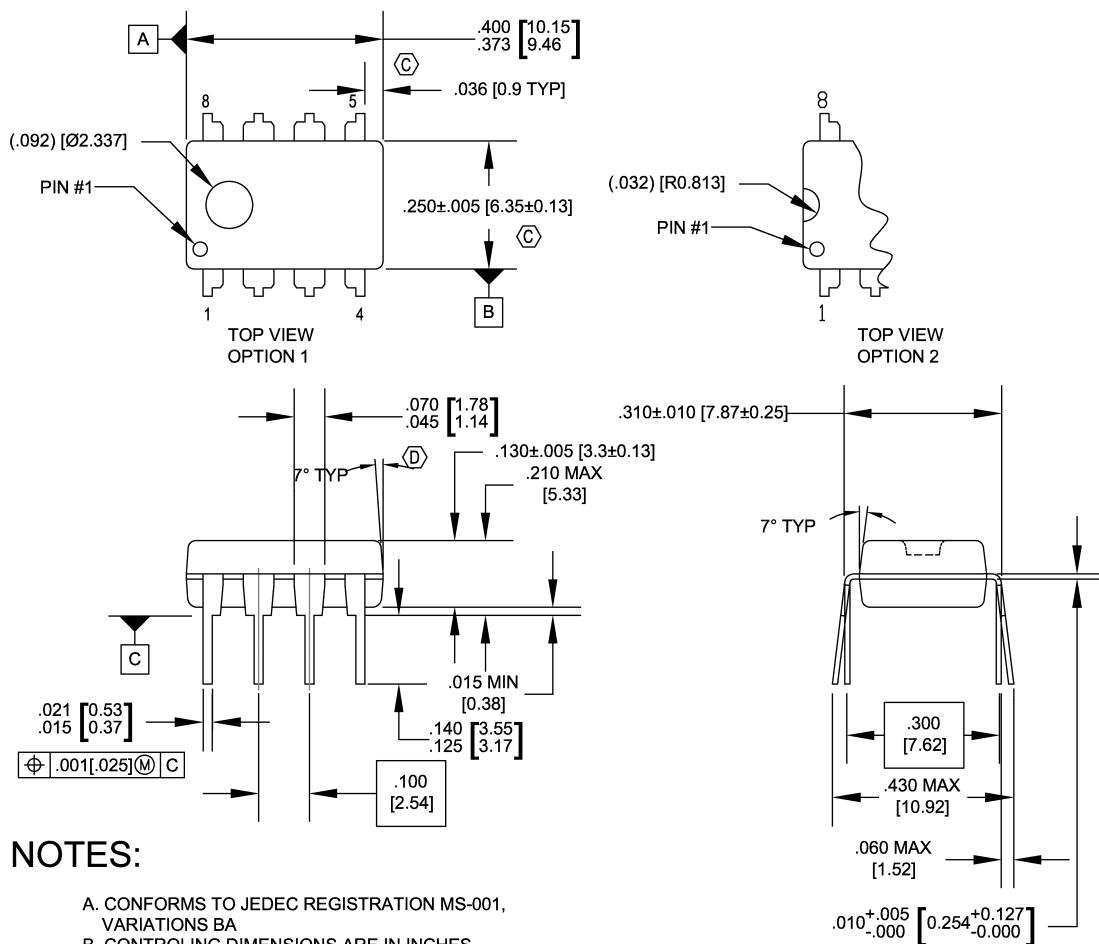 A
.400 [10.15]
.373 [9.46]
C
.036 [0.9 TYP]
8
5
(.092) [Ø2.337]
PIN #1
.250±.005 [6.35±0.13]
C
B
1
4
TOP VIEW
OPTION 1
8
(.032) [R0.813]
PIN #1
1
TOP VIEW
OPTION 2
.070 [1.78]
.045 [1.14]
7° TYP
D
.130±.005 [3.3±0.13]
.210 MAX
[5.33]
C
.015 MIN
[0.38]
.021 [0.53]
.015 [0.37]
⌖ .001[.025]Ⓜ C
.140 [3.55]
.125 [3.17]
.100
[2.54]
.310±.010 [7.87±0.25]
7° TYP
.300
[7.62]
.430 MAX
[10.92]
.060 MAX
[1.52]
.010+.005-.000 [0.254+0.127-0.000]
NOTES:
A. CONFORMS TO JEDEC REGISTRATION MS-001,
VARIATIONS BA
B. CONTROLING DIMENSIONS ARE IN INCHES